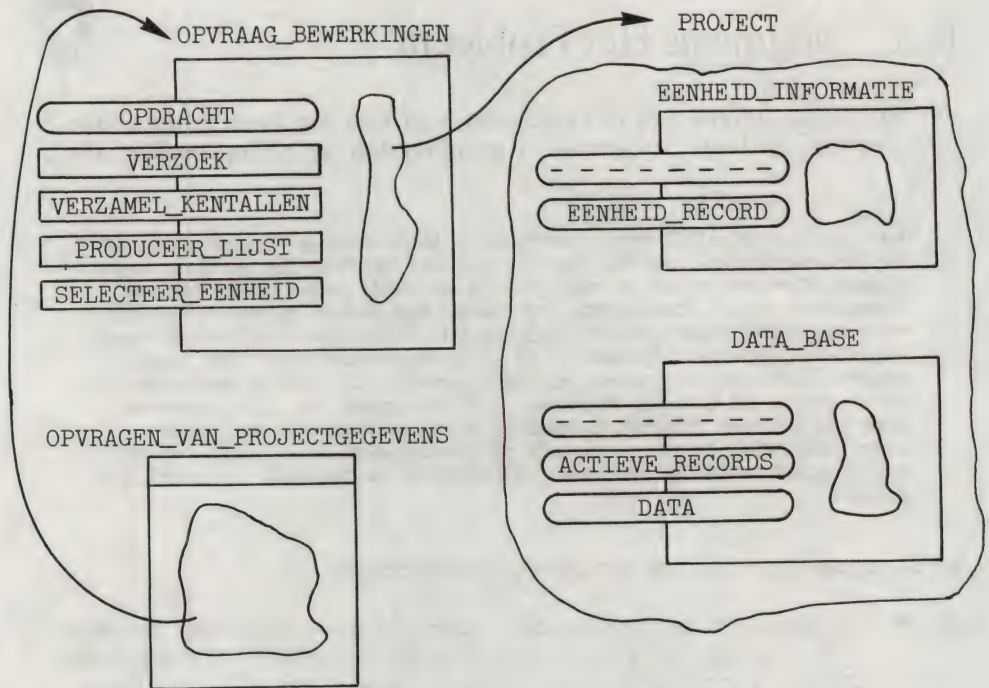 OPVRAAG_BEWERKINGEN
OPDRACHT
VERZOEK
VERZAMEL_KENTALLEN
PRODUCEER_LIJST
SELECTEER_EENHEID
OPVRAGEN_VAN_PROJECTGEGEVENS
PROJECT
EENHEID_INFORMATIE
- - - - - - - -
EENHEID_RECORD
DATA_BASE
- - - - - - - -
ACTIEVE_RECORDS
DATA